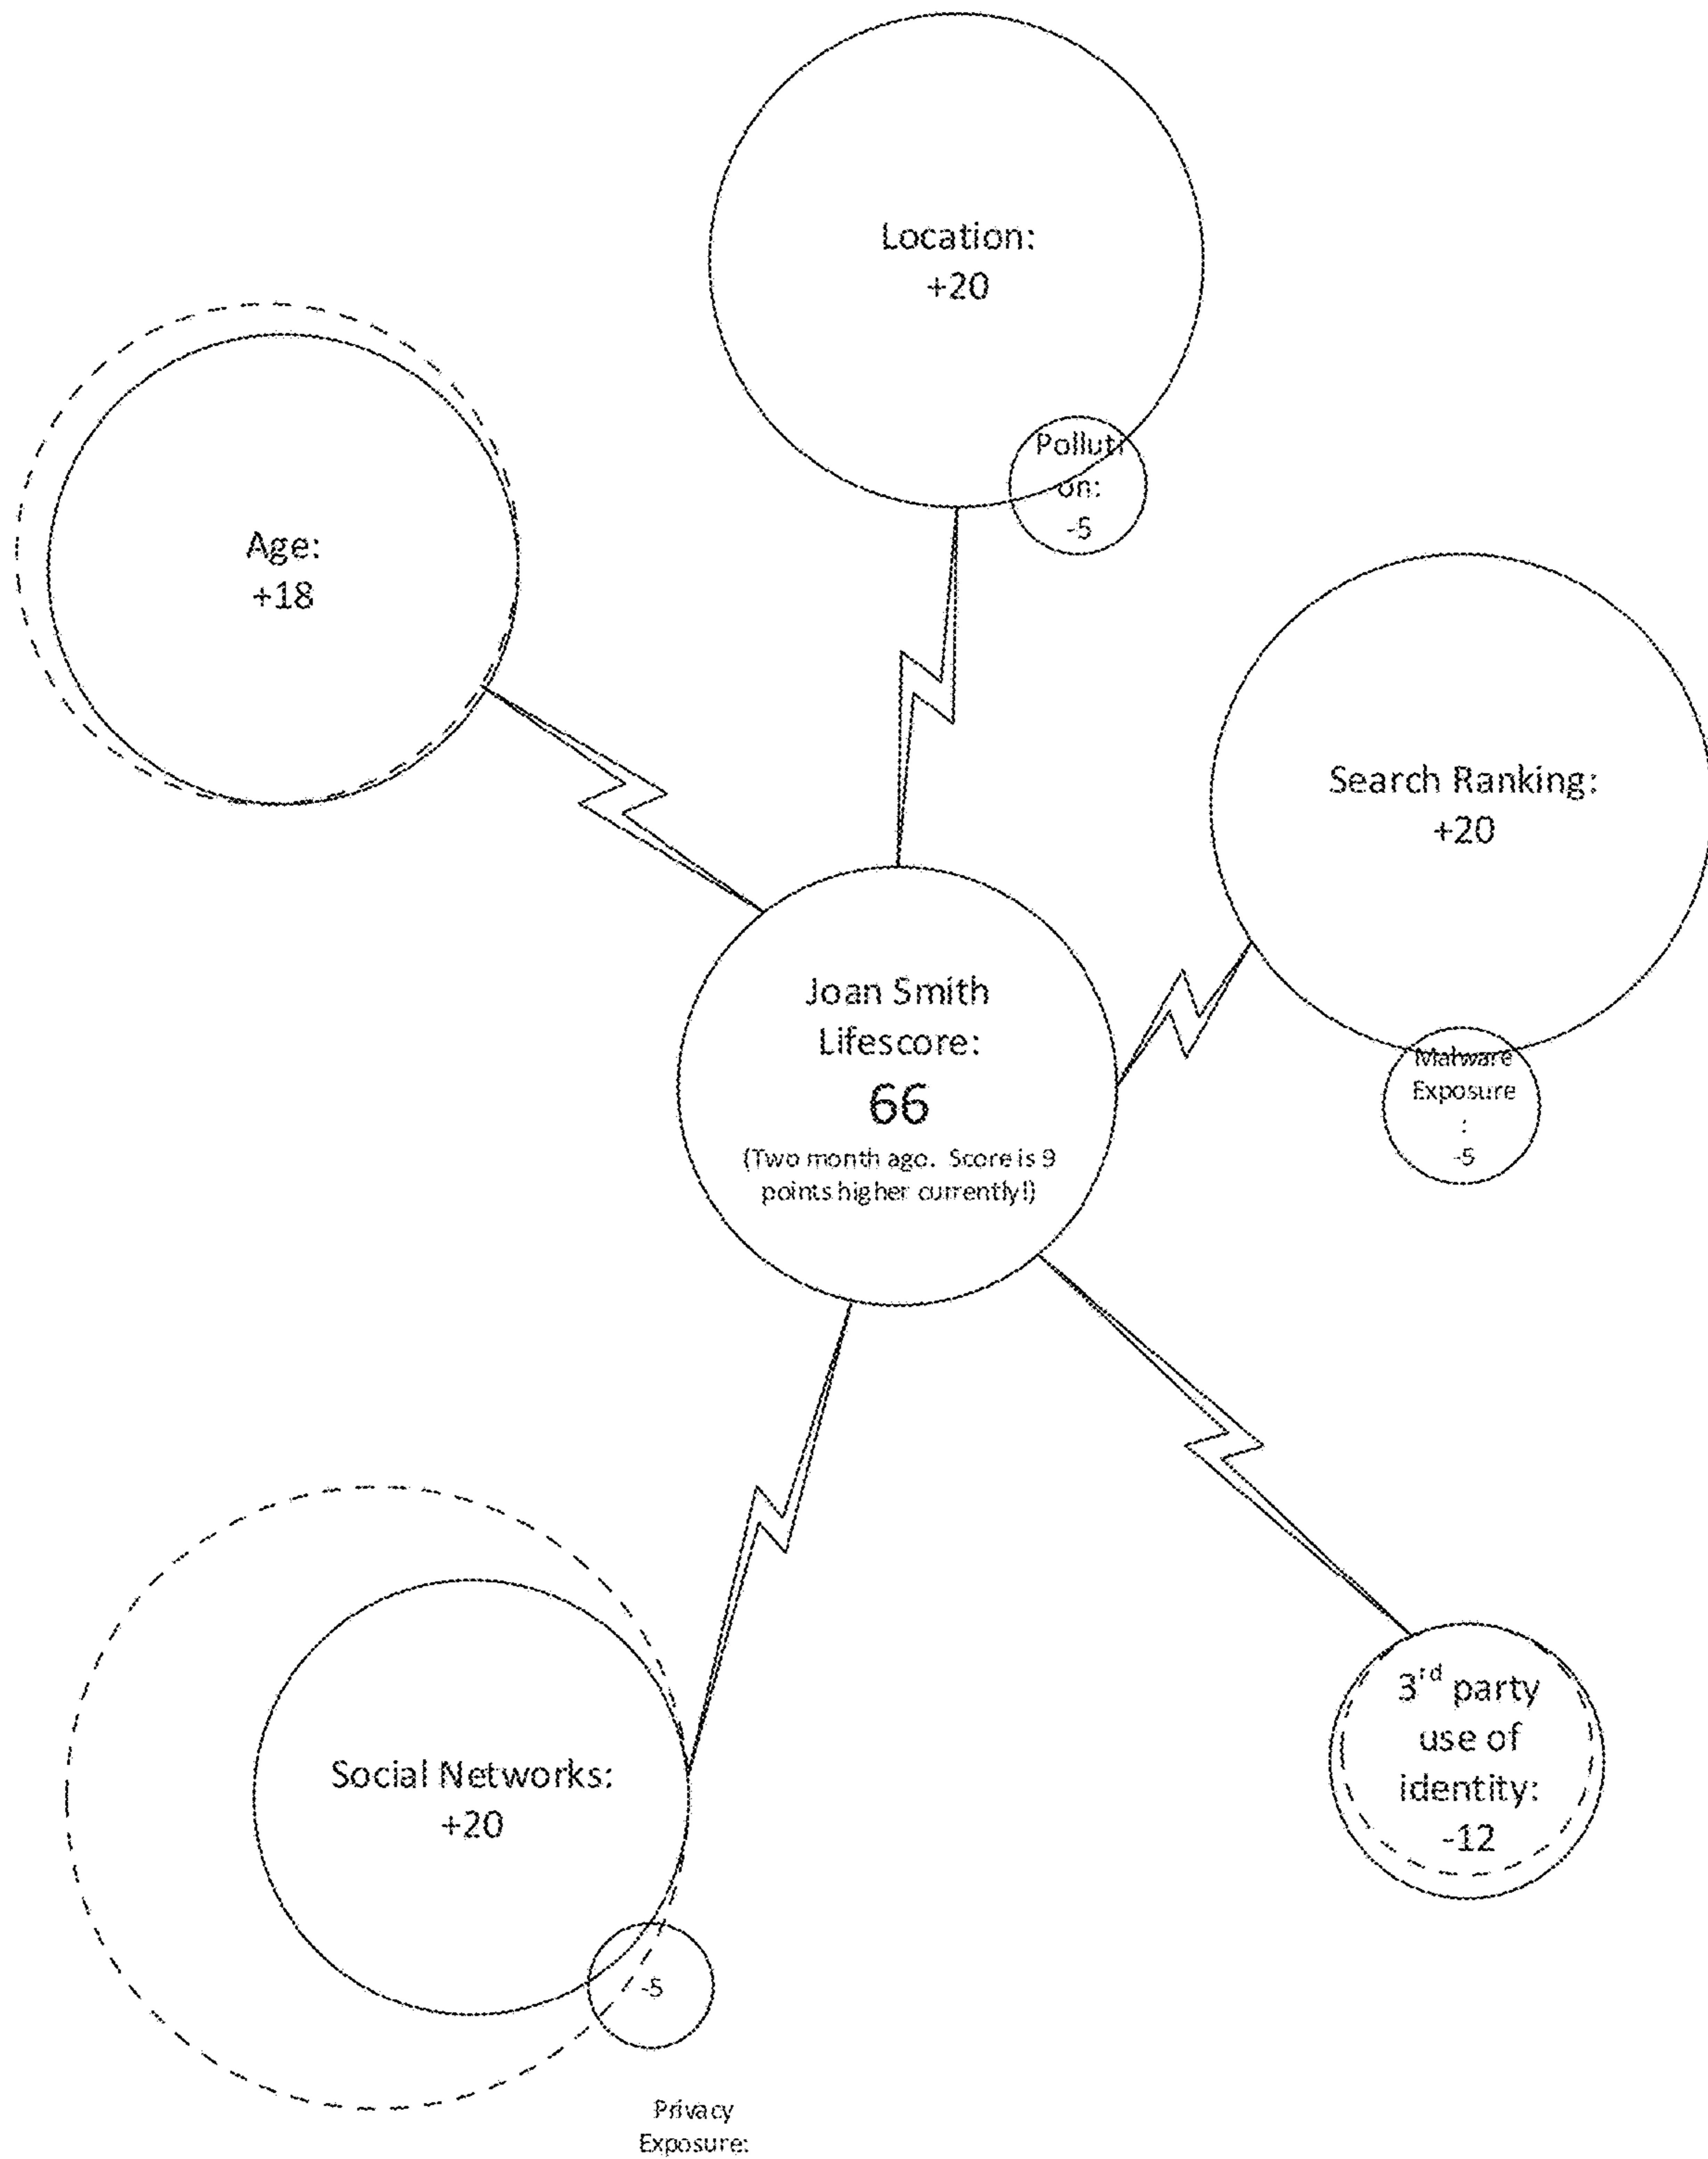 Location:
+20
Polluti
on:
-5
Age:
+18
Search Ranking:
+20
Malware
Exposure
:
-5
Joan Smith
Lifescore:
66
(Two month ago. Score is 9
points higher currently!)
3rd party
use of
identity:
-12
Social Networks:
+20
-5
Privacy
Exposure: